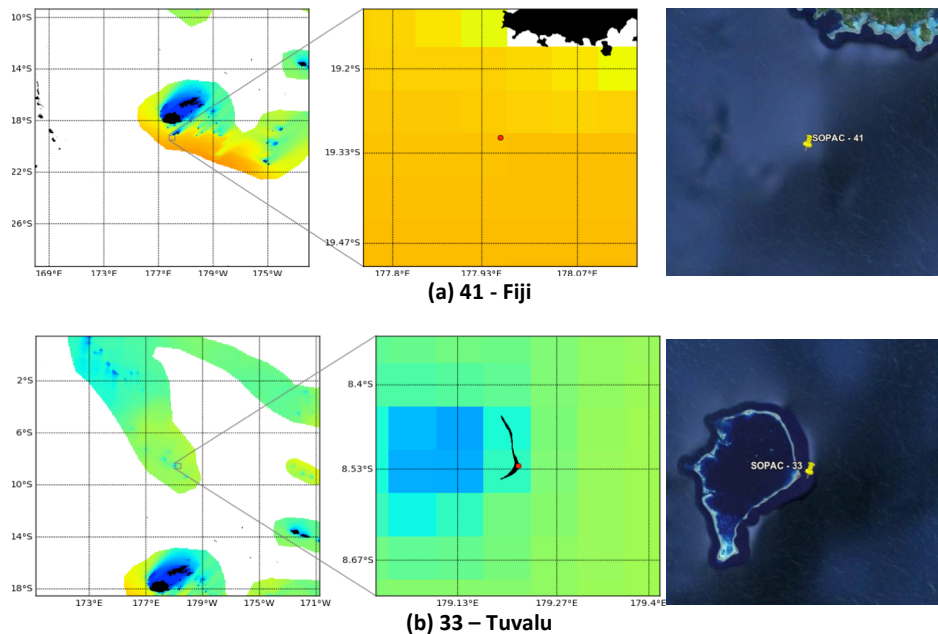 10°S
14°S
18°S
22°S
26°S
169°E 173°E 177°E 179°W 175°W
19.2°S
19.33°S
19.47°S
177.8°E 177.93°E 178.07°E
SOPAC - 41
(a) 41 - Fiji
2°S
6°S
10°S
14°S
18°S
173°E 177°E 179°W 175°W 171°W
8.4°S
8.53°S
8.67°S
179.13°E 179.27°E 179.4°E
SOPAC - 33
(b) 33 – Tuvalu